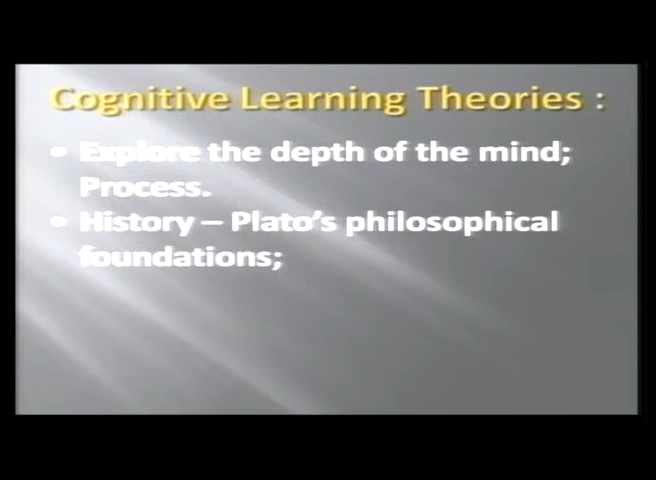 Cognitive Learning Theories :
• Explore the depth of the mind;
Process.
• History – Plato's philosophical
foundations;